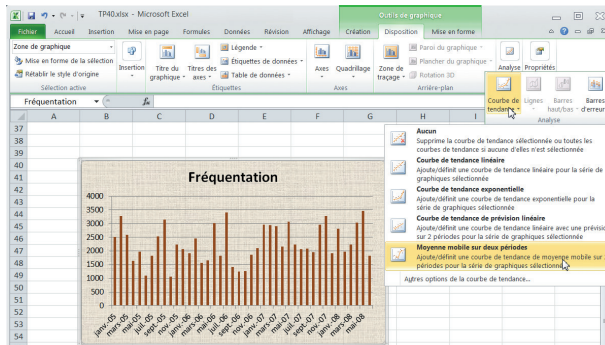 TP40.xlsx - Microsoft Excel
Outils de graphique
Fichier Accueil Insertion Mise en page Formules Données Révision Affichage Création Disposition Mise en forme
Zone de graphique
Mise en forme de la sélection
Rétablir le style d'origine
Sélection active
Insertion
Titre du graphique
Titres des axes
Légende
Étiquettes de données
Table de données
Étiquettes
Axes
Quadrillage
Axes
Zone de traçage
Paroi du graphique
Plancher du graphique
Rotation 3D
Arrière-plan
Analyse
Propriétés
Courbe de tendance
Lignes
Barres haut/bas
Barres d'erreur
Analyse
Fréquentation
fx
A B C D E F G H I
37
38
39
40
41
42
43
44
45
46
47
48
49
50
51
52
53
54
Fréquentation
4000
3500
3000
2500
2000
1500
1000
500
0
janv.-05 mars-05 mai-05 juil.-05 sept.-05 nov.-05 janv.-06 mars-06 mai-06 juil.-06 sept.-06 nov.-06 janv.-07 mars-07 mai-07 juil.-07 sept.-07 nov.-07 janv.-08 mars-08 mai-08
Aucun
Supprime la courbe de tendance sélectionnée ou toutes les
courbes de tendance si aucune d'elles n'est sélectionnée
Courbe de tendance linéaire
Ajoute/définit une courbe de tendance linéaire pour la série de
graphiques sélectionnée
Courbe de tendance exponentielle
Ajoute/définit une courbe de tendance exponentielle pour la
série de graphiques sélectionnée
Courbe de tendance de prévision linéaire
Ajoute/définit une courbe de tendance linéaire avec une prévisio
sur 2 périodes pour la série de graphiques sélectionnée
Moyenne mobile sur deux périodes
Ajoute/définit une courbe de tendance de moyenne mobile sur 2
périodes pour la série de graphiques sélectionnée
Autres options de la courbe de tendance...